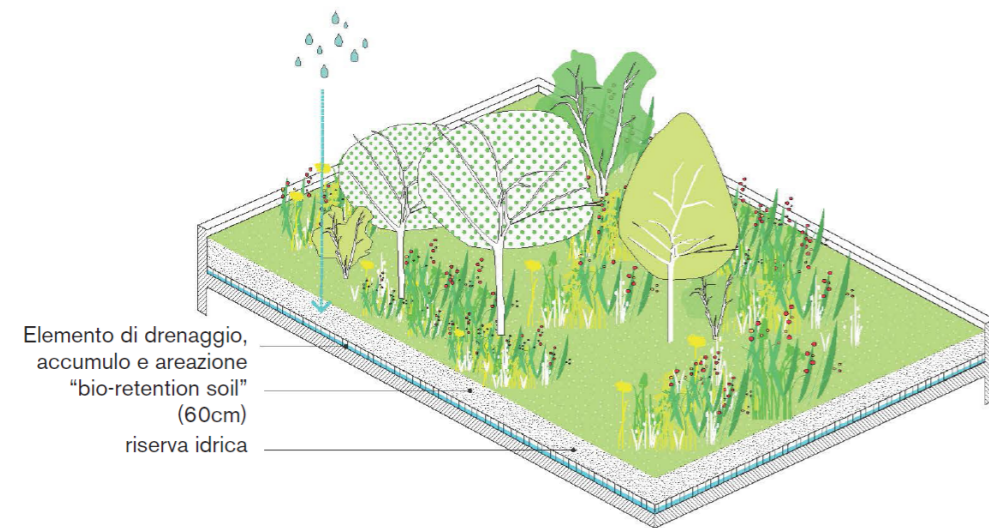 Elemento di drenaggio,
accumulo e areazione
“bio-retention soil”
(60cm)
riserva idrica